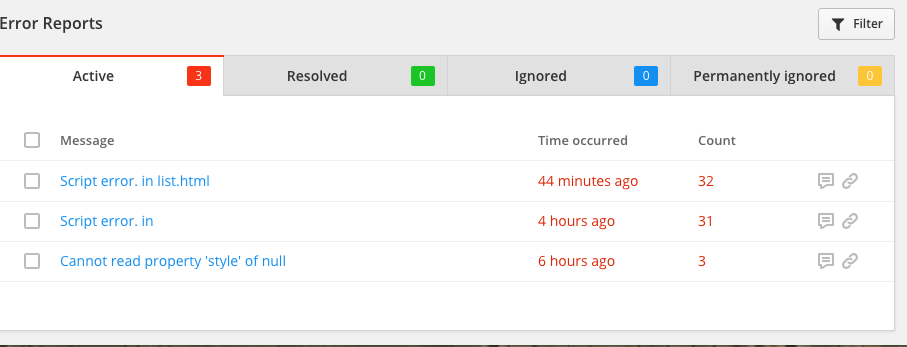 Error Reports
Filter
Active 3 Resolved 0 Ignored 0 Permanently ignored 0
Message Time occurred Count
Script error. in list.html 44 minutes ago 32
Script error. in 4 hours ago 31
Cannot read property 'style' of null 6 hours ago 3